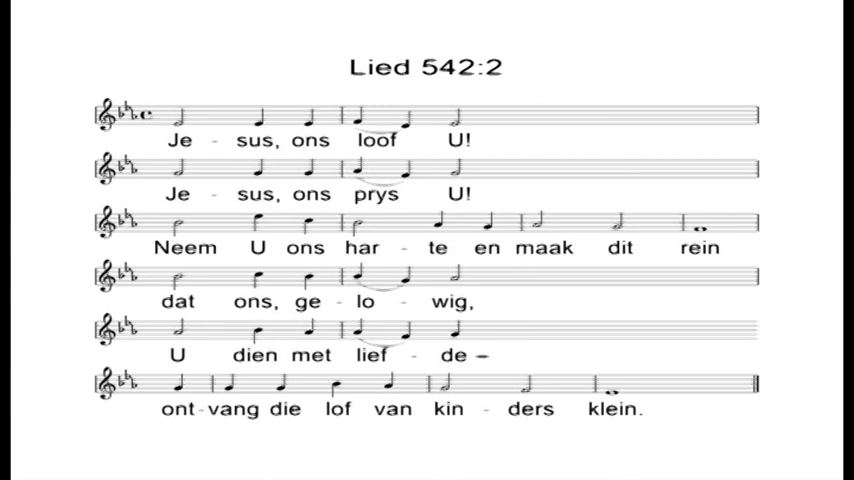 Lied 542:2
Je - sus, ons loof U!
Je - sus, ons prys U!
Neem U ons har - te en maak dit rein
dat ons, ge - lo - wig,
U dien met lief - de –
ont - vang die lof van kin - ders klein.